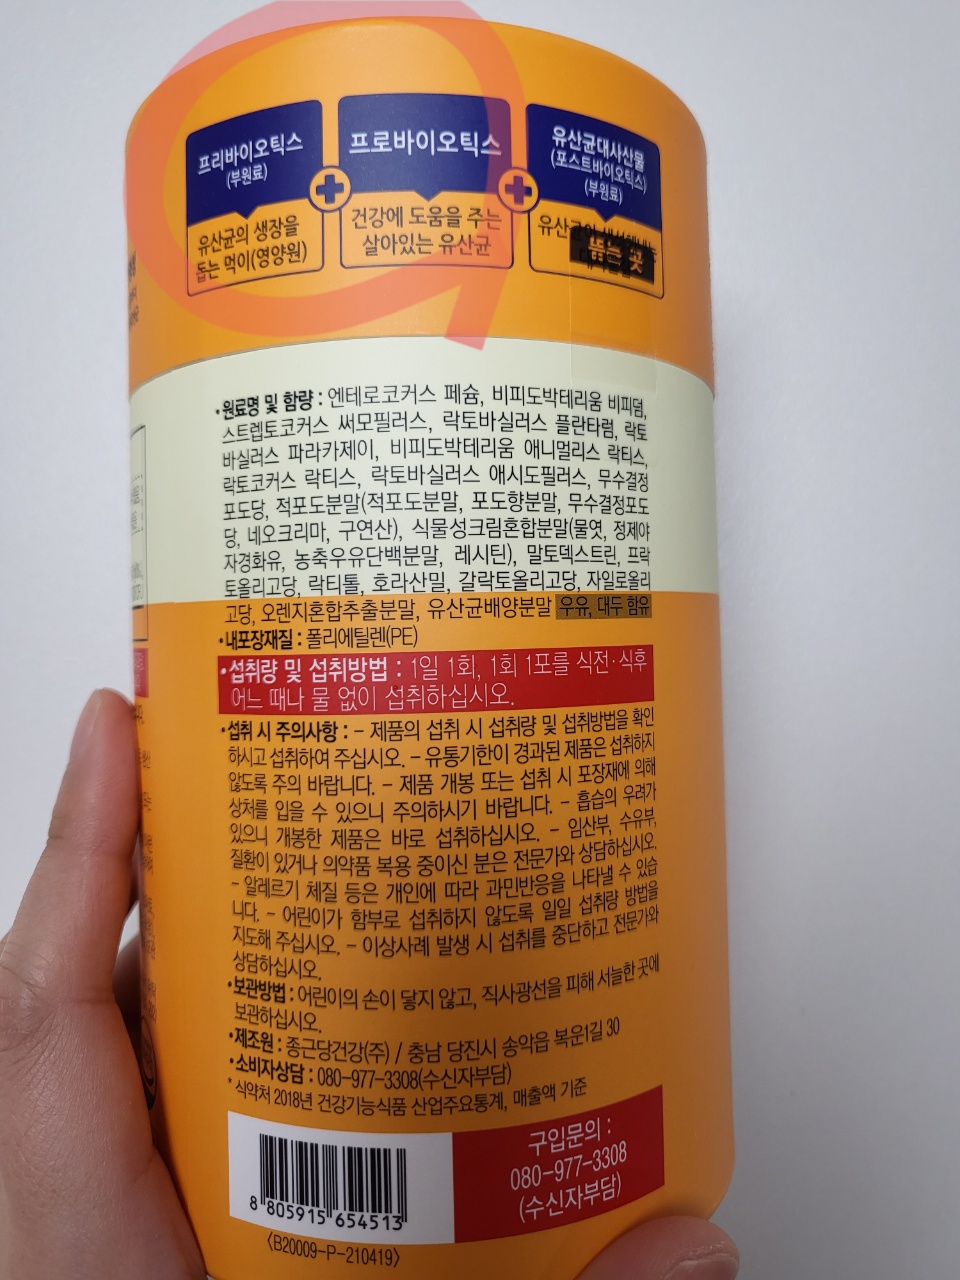 프리바이오틱스
(부원료)
유산균의 생장을
돕는 먹이(영양원)
프로바이오틱스
건강에 도움을 주는
살아있는 유산균
유산균대사산물
(포스트바이오틱스)
(부원료)
뜯는 곳
•원료명 및 함량 : 엔테로코커스 페슘, 비피도박테리움 비피덤,
스트렙토코커스 써모필러스, 락토바실러스 플란타럼, 락토
바실러스 파라카제이, 비피도박테리움 애니멀리스 락티스,
락토코커스 락티스, 락토바실러스 애시도필러스, 무수결정
포도당, 적포도분말(적포도분말, 포도향분말, 무수결정포도
당, 네오크리마, 구연산), 식물성크림혼합분말(물엿, 정제야
자경화유, 농축우유단백분말, 레시틴), 말토덱스트린, 프락
토올리고당, 락티톨, 호라산밀, 갈락토올리고당, 자일로올리
고당, 오렌지혼합추출분말, 유산균배양분말 우유, 대두 함유
•내포장재질 : 폴리에틸렌(PE)
•섭취량 및 섭취방법 : 1일 1회, 1회 1포를 식전·식후
어느 때나 물 없이 섭취하십시오.
•섭취 시 주의사항 : - 제품의 섭취 시 섭취량 및 섭취방법을 확인
하시고 섭취하여 주십시오. - 유통기한이 경과된 제품은 섭취하지
않도록 주의 바랍니다. - 제품 개봉 또는 섭취 시 포장재에 의해
상처를 입을 수 있으니 주의하시기 바랍니다. - 흡습의 우려가
있으니 개봉한 제품은 바로 섭취하십시오. - 임산부, 수유부,
질환이 있거나 의약품 복용 중이신 분은 전문가와 상담하십시오.
- 알레르기 체질 등은 개인에 따라 과민반응을 나타낼 수 있습
니다. - 어린이가 함부로 섭취하지 않도록 일일 섭취량 방법을
지도해 주십시오. - 이상사례 발생 시 섭취를 중단하고 전문가와
상담하십시오.
•보관방법 : 어린이의 손이 닿지 않고, 직사광선을 피해 서늘한 곳에
보관하십시오.
•제조원 : 종근당건강(주) / 충남 당진시 송악읍 복운1길 30
•소비자상담 : 080-977-3308(수신자부담)
* 식약처 2018년 건강기능식품 산업주요통계, 매출액 기준
구입문의 :
080-977-3308
(수신자부담)
8 805915 654513
〈B20009-P-210419〉